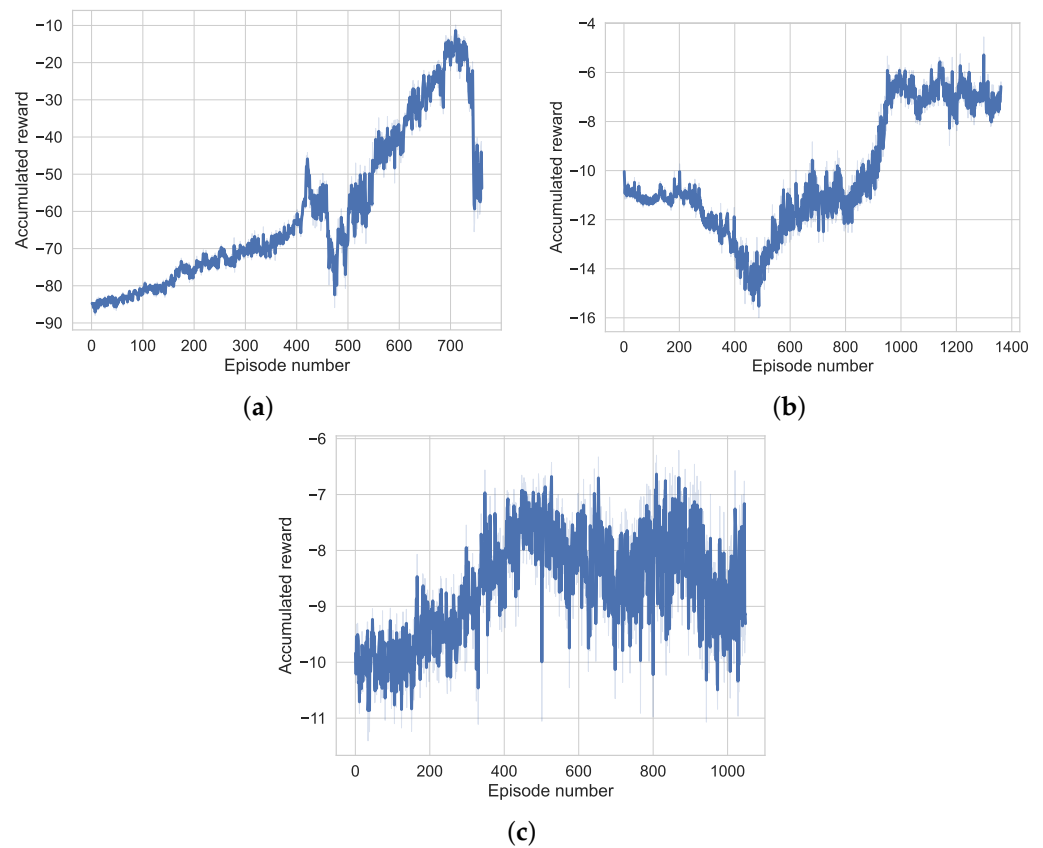 −10
−20
−30
−40
−50
−60
−70
−80
−90
Accumulated reward
0 100 200 300 400 500 600 700
Episode number
(a)
−4
−6
−8
−10
−12
−14
−16
Accumulated reward
0 200 400 600 800 1000 1200 1400
Episode number
(b)
−6
−7
−8
−9
−10
−11
Accumulated reward
0 200 400 600 800 1000
Episode number
(c)